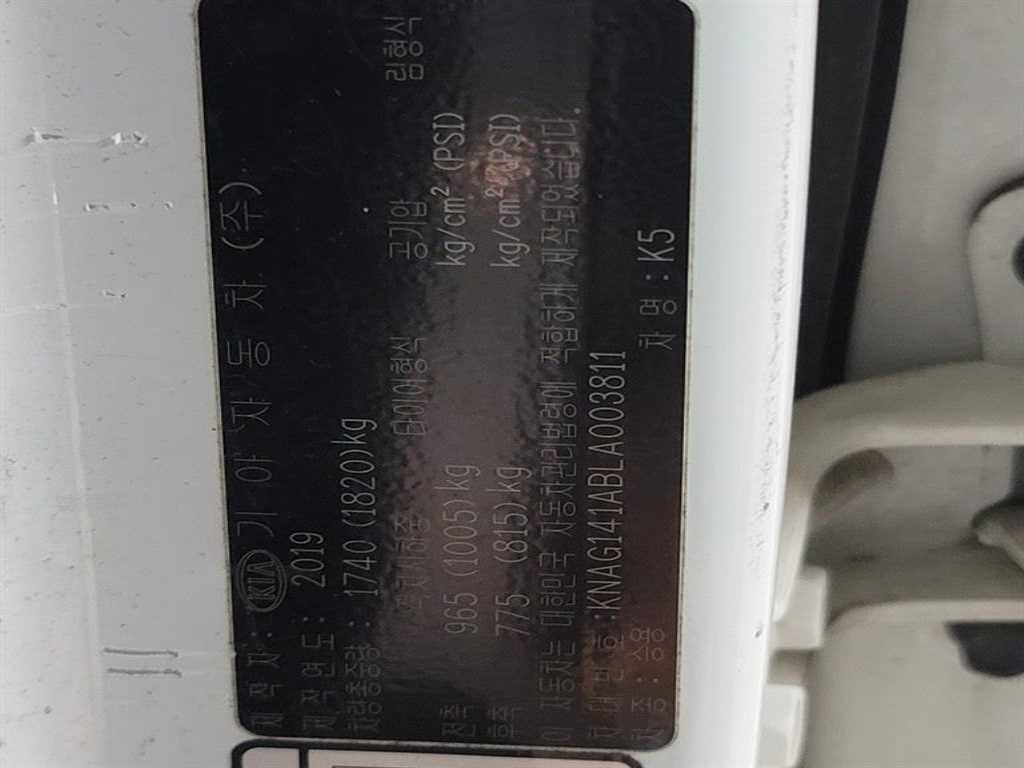 제 작 자 : KIA 기 아 자 동 차 (주)
제 작 연 도 : 2019
차량총중량 : 1740 (1820)kg
허용축하중 타이어형식 공기압 림형식
전축 965 (1005)kg kg/cm² (PSI)
후축 775 (815)kg kg/cm² (PSI)
이 자동차는 대한민국 자동차관리법령에 적합하게 제작되었습니다.
차 대 번 호 :KNAG141ABLA003811
차 종 : 승용 차 명 : K5